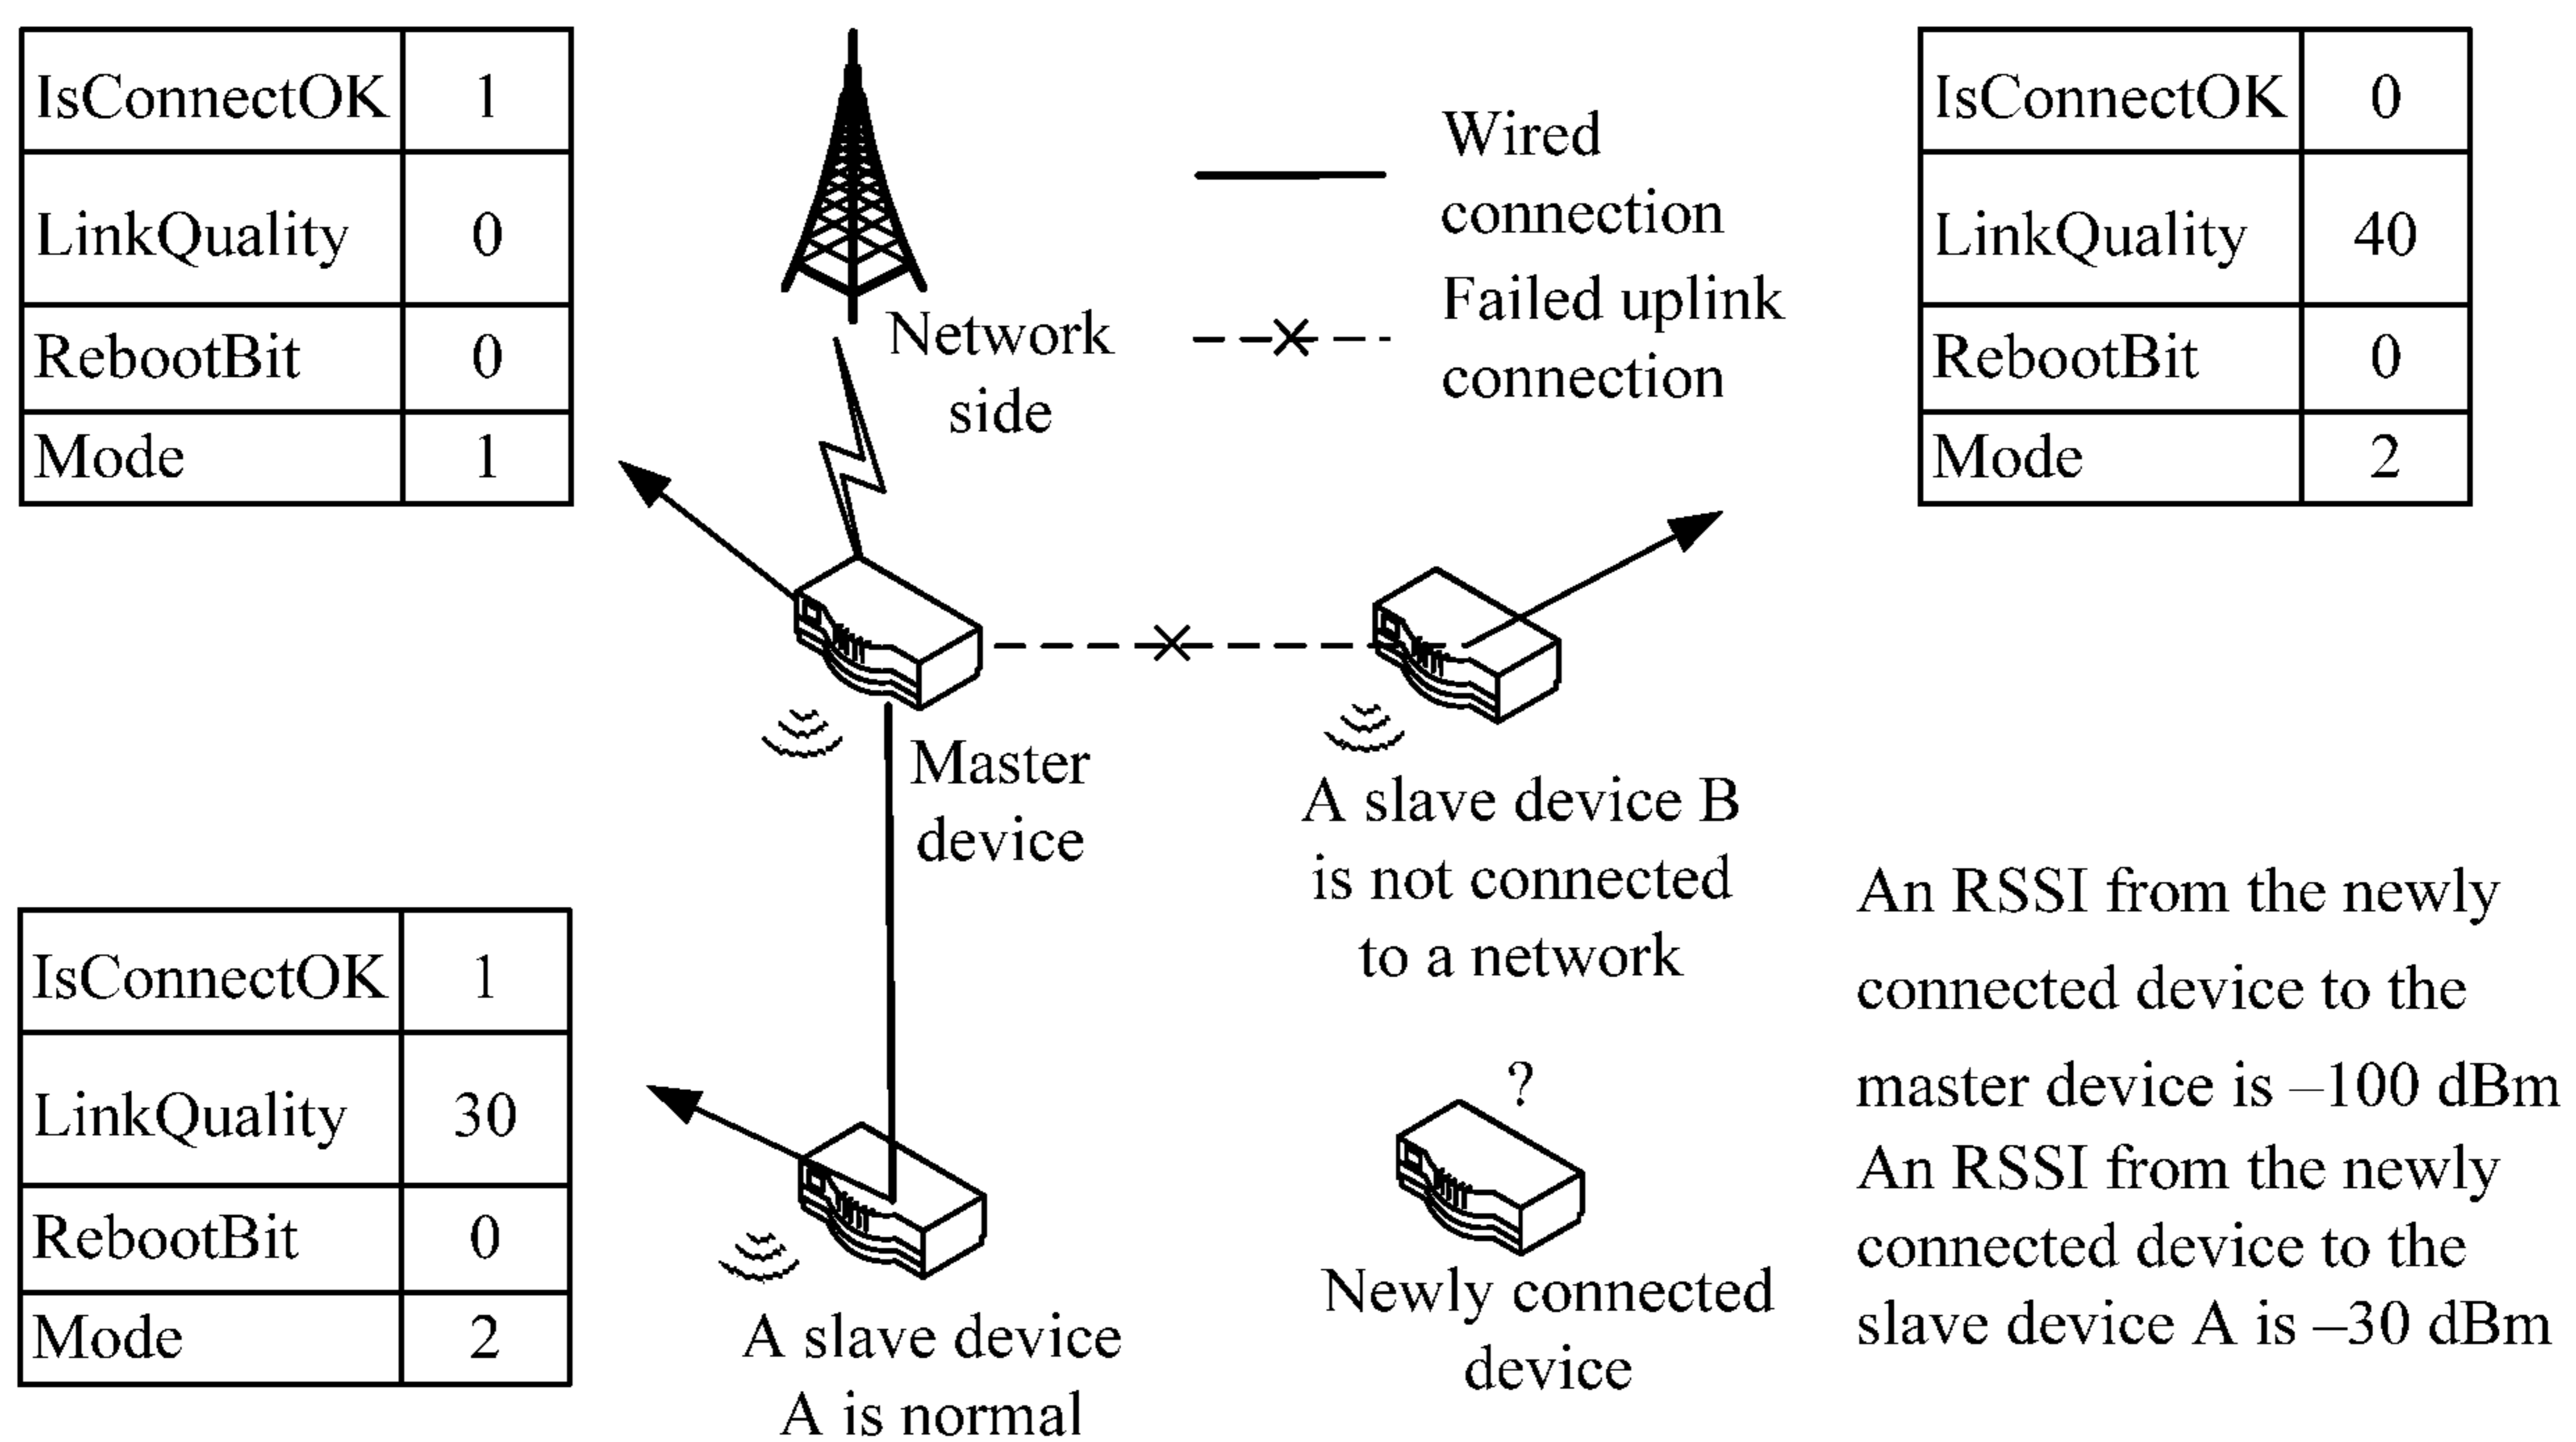 IsConnectOK 1
LinkQuality 0
RebootBit 0
Mode 1
Network
side
Wired
connection
Failed uplink
connection
IsConnectOK 0
LinkQuality 40
RebootBit 0
Mode 2
Master
device
A slave device B
is not connected
to a network
IsConnectOK 1
LinkQuality 30
RebootBit 0
Mode 2
A slave device
A is normal
?
Newly connected
device
An RSSI from the newly
connected device to the
master device is –100 dBm
An RSSI from the newly
connected device to the
slave device A is –30 dBm